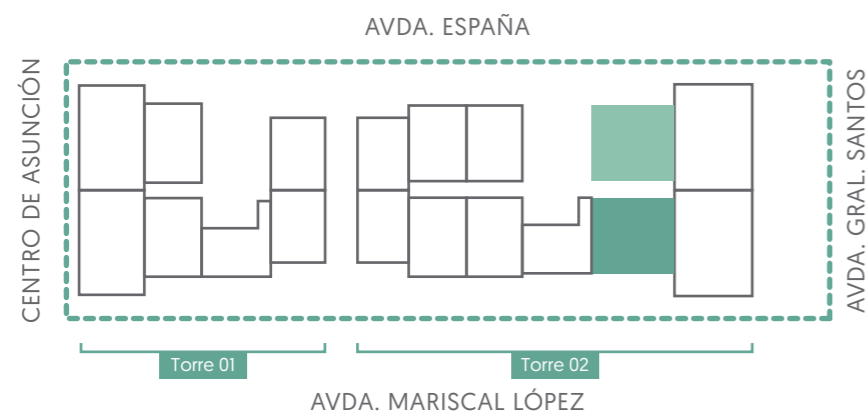 AVDA. ESPAÑA
CENTRO DE ASUNCIÓN
AVDA. GRAL. SANTOS
Torre 01
Torre 02
AVDA. MARISCAL LÓPEZ